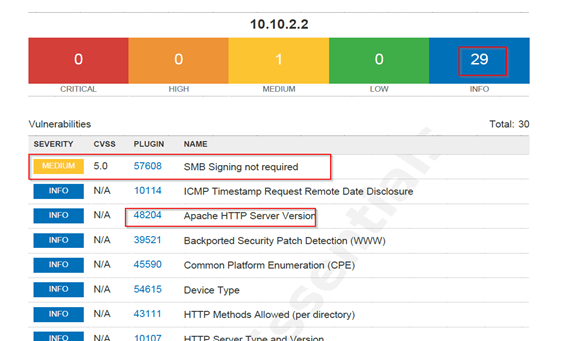 10.10.2.2
0 0 1 0 29
CRITICAL HIGH MEDIUM LOW INFO
Vulnerabilities Total: 30
SEVERITY CVSS PLUGIN NAME
MEDIUM 5.0 57608 SMB Signing not required
INFO N/A 10114 ICMP Timestamp Request Remote Date Disclosure
INFO N/A 48204 Apache HTTP Server Version
INFO N/A 39521 Backported Security Patch Detection (WWW)
INFO N/A 45590 Common Platform Enumeration (CPE)
INFO N/A 54615 Device Type
INFO N/A 43111 HTTP Methods Allowed (per directory)
INFO N/A 10107 HTTP Server Type and Version